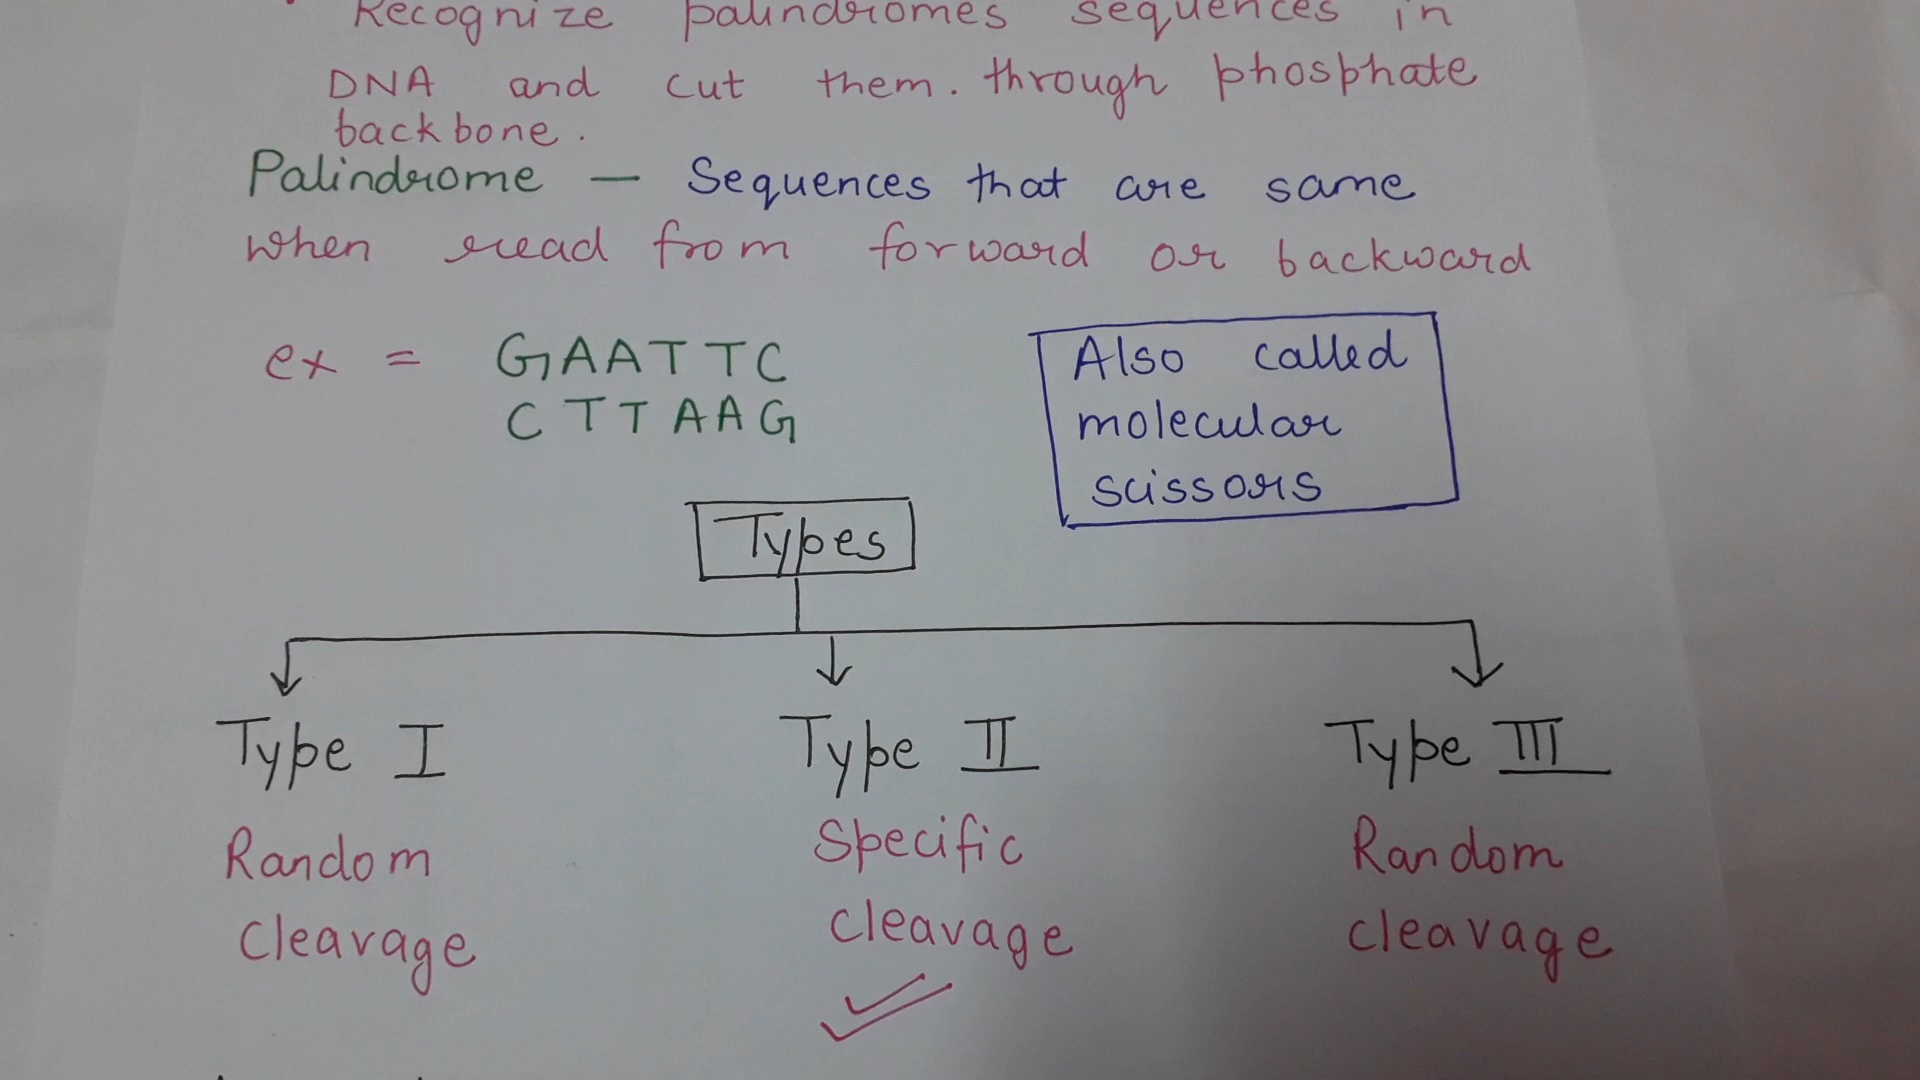 Recognize palindromes sequences in
DNA and cut them. through phosphate
backbone.
Palindrome — Sequences that are same
when read from forward or backward
ex = GAATTC
CTTAAG
Also called
molecular
scissors
Types
Type I
Random
Cleavage
Type II
Specific
Cleavage
Type III
Random
cleavage